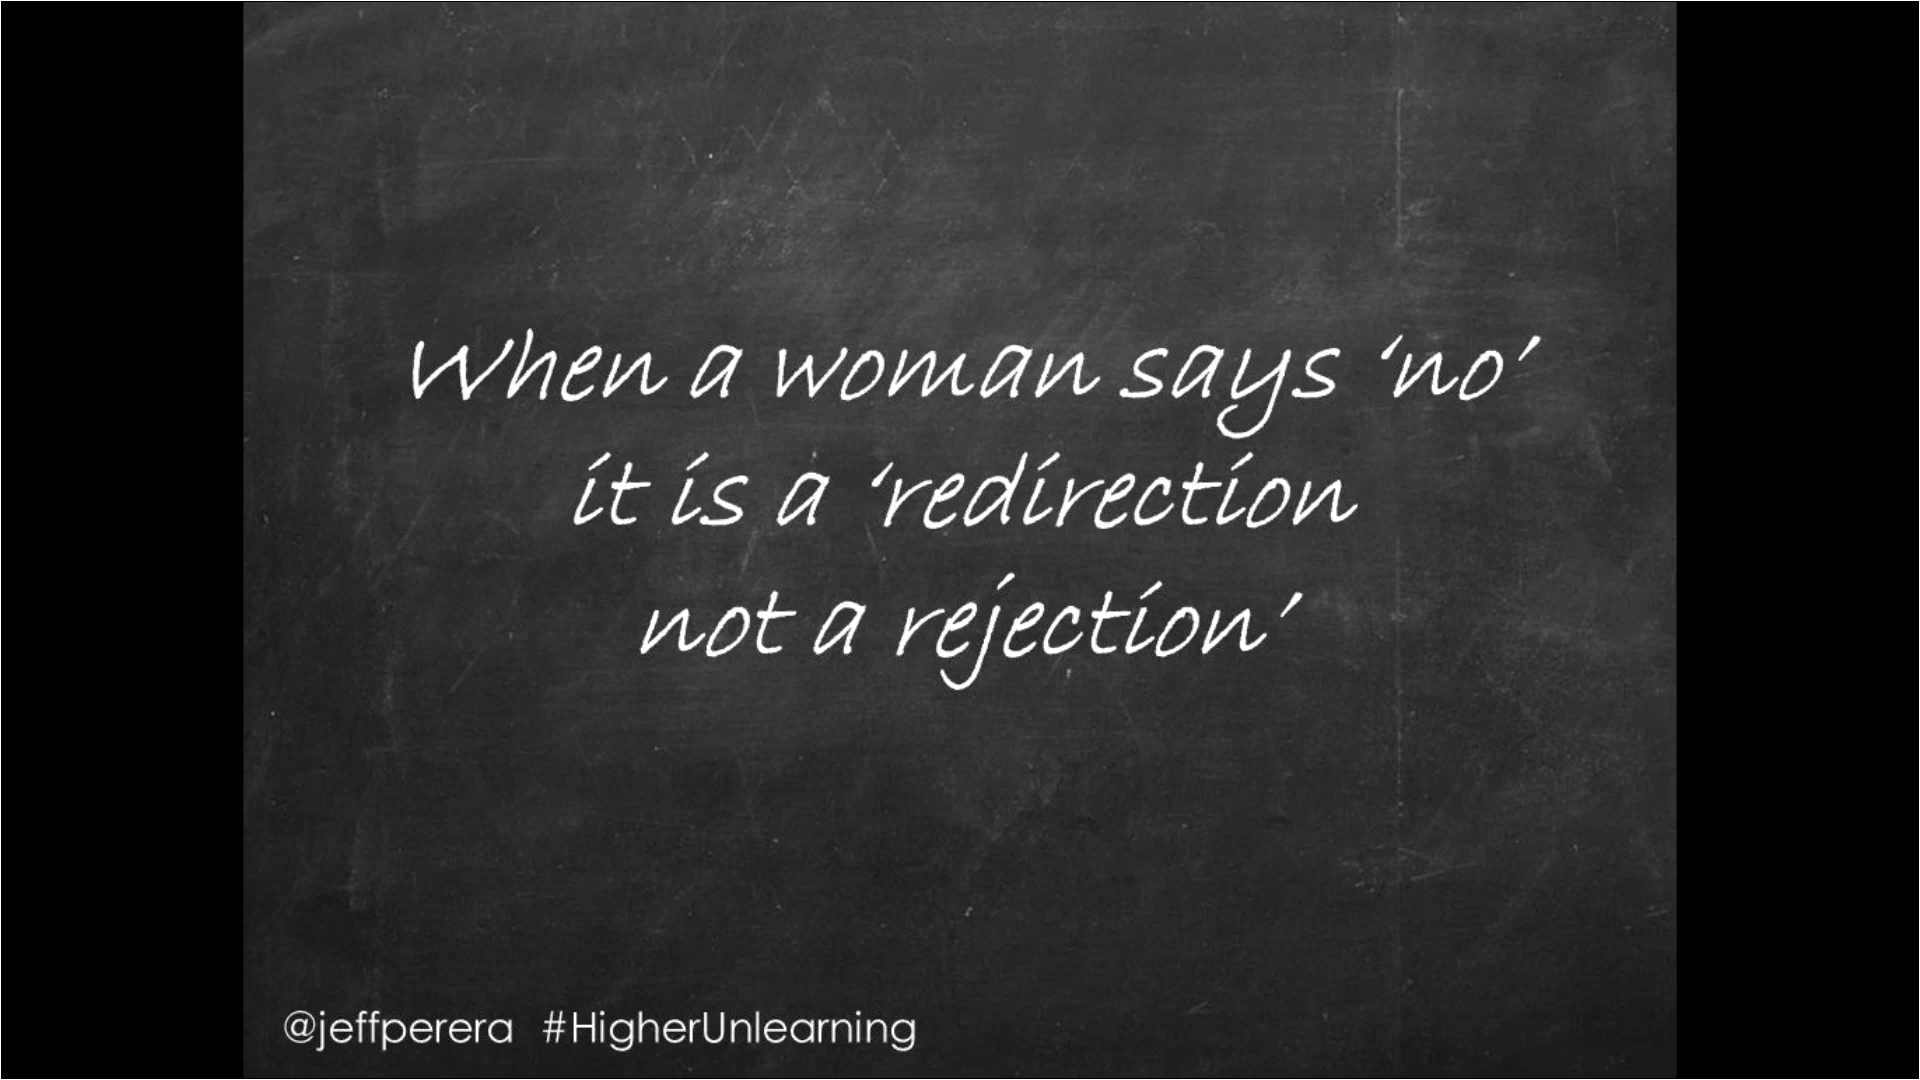 When a woman says ‘no’
it is a ‘redirection
not a rejection’
@jeffperera #HigherUnlearning